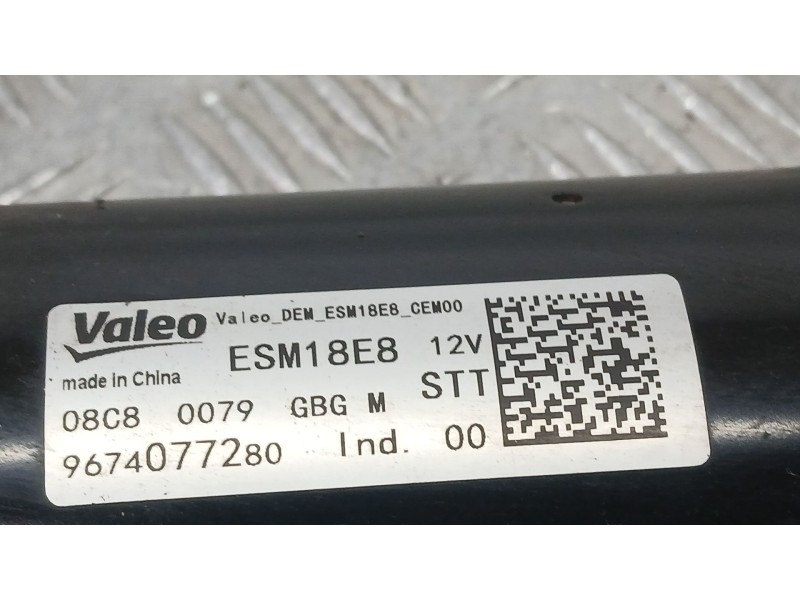 Valeo Valeo_DEM_ESM18E8_CEM00
ESM18E8 12V
made in China STT
08C8 0079 GBG M
9674077280 Ind. 00